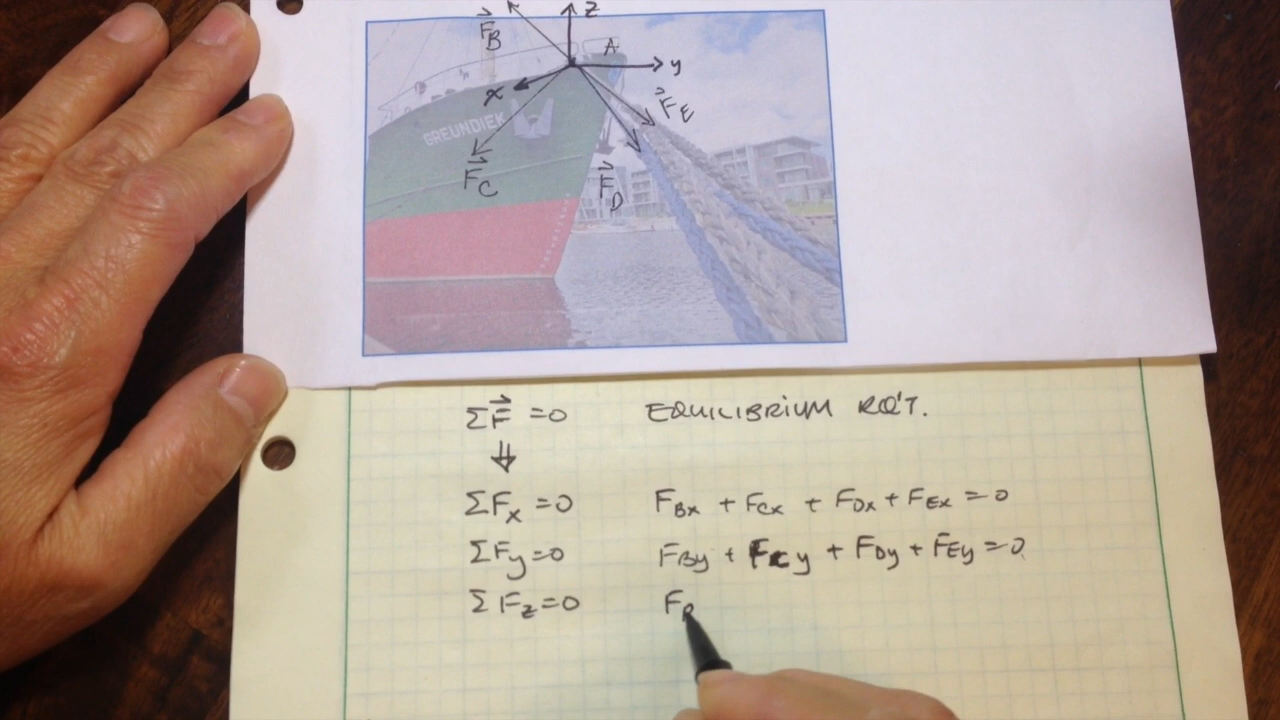 z
F⃗B
A
y
x
F⃗E
GREUNDIEK
F⃗C
F⃗D
ΣF⃗ =0 EQUILIBRIUM RQ'T.
⇓
ΣFx =0 FBx + FCx + FDx + FEx = 0
ΣFy=0 FBy + FCy + FDy + FEy =0
ΣFz=0 FB